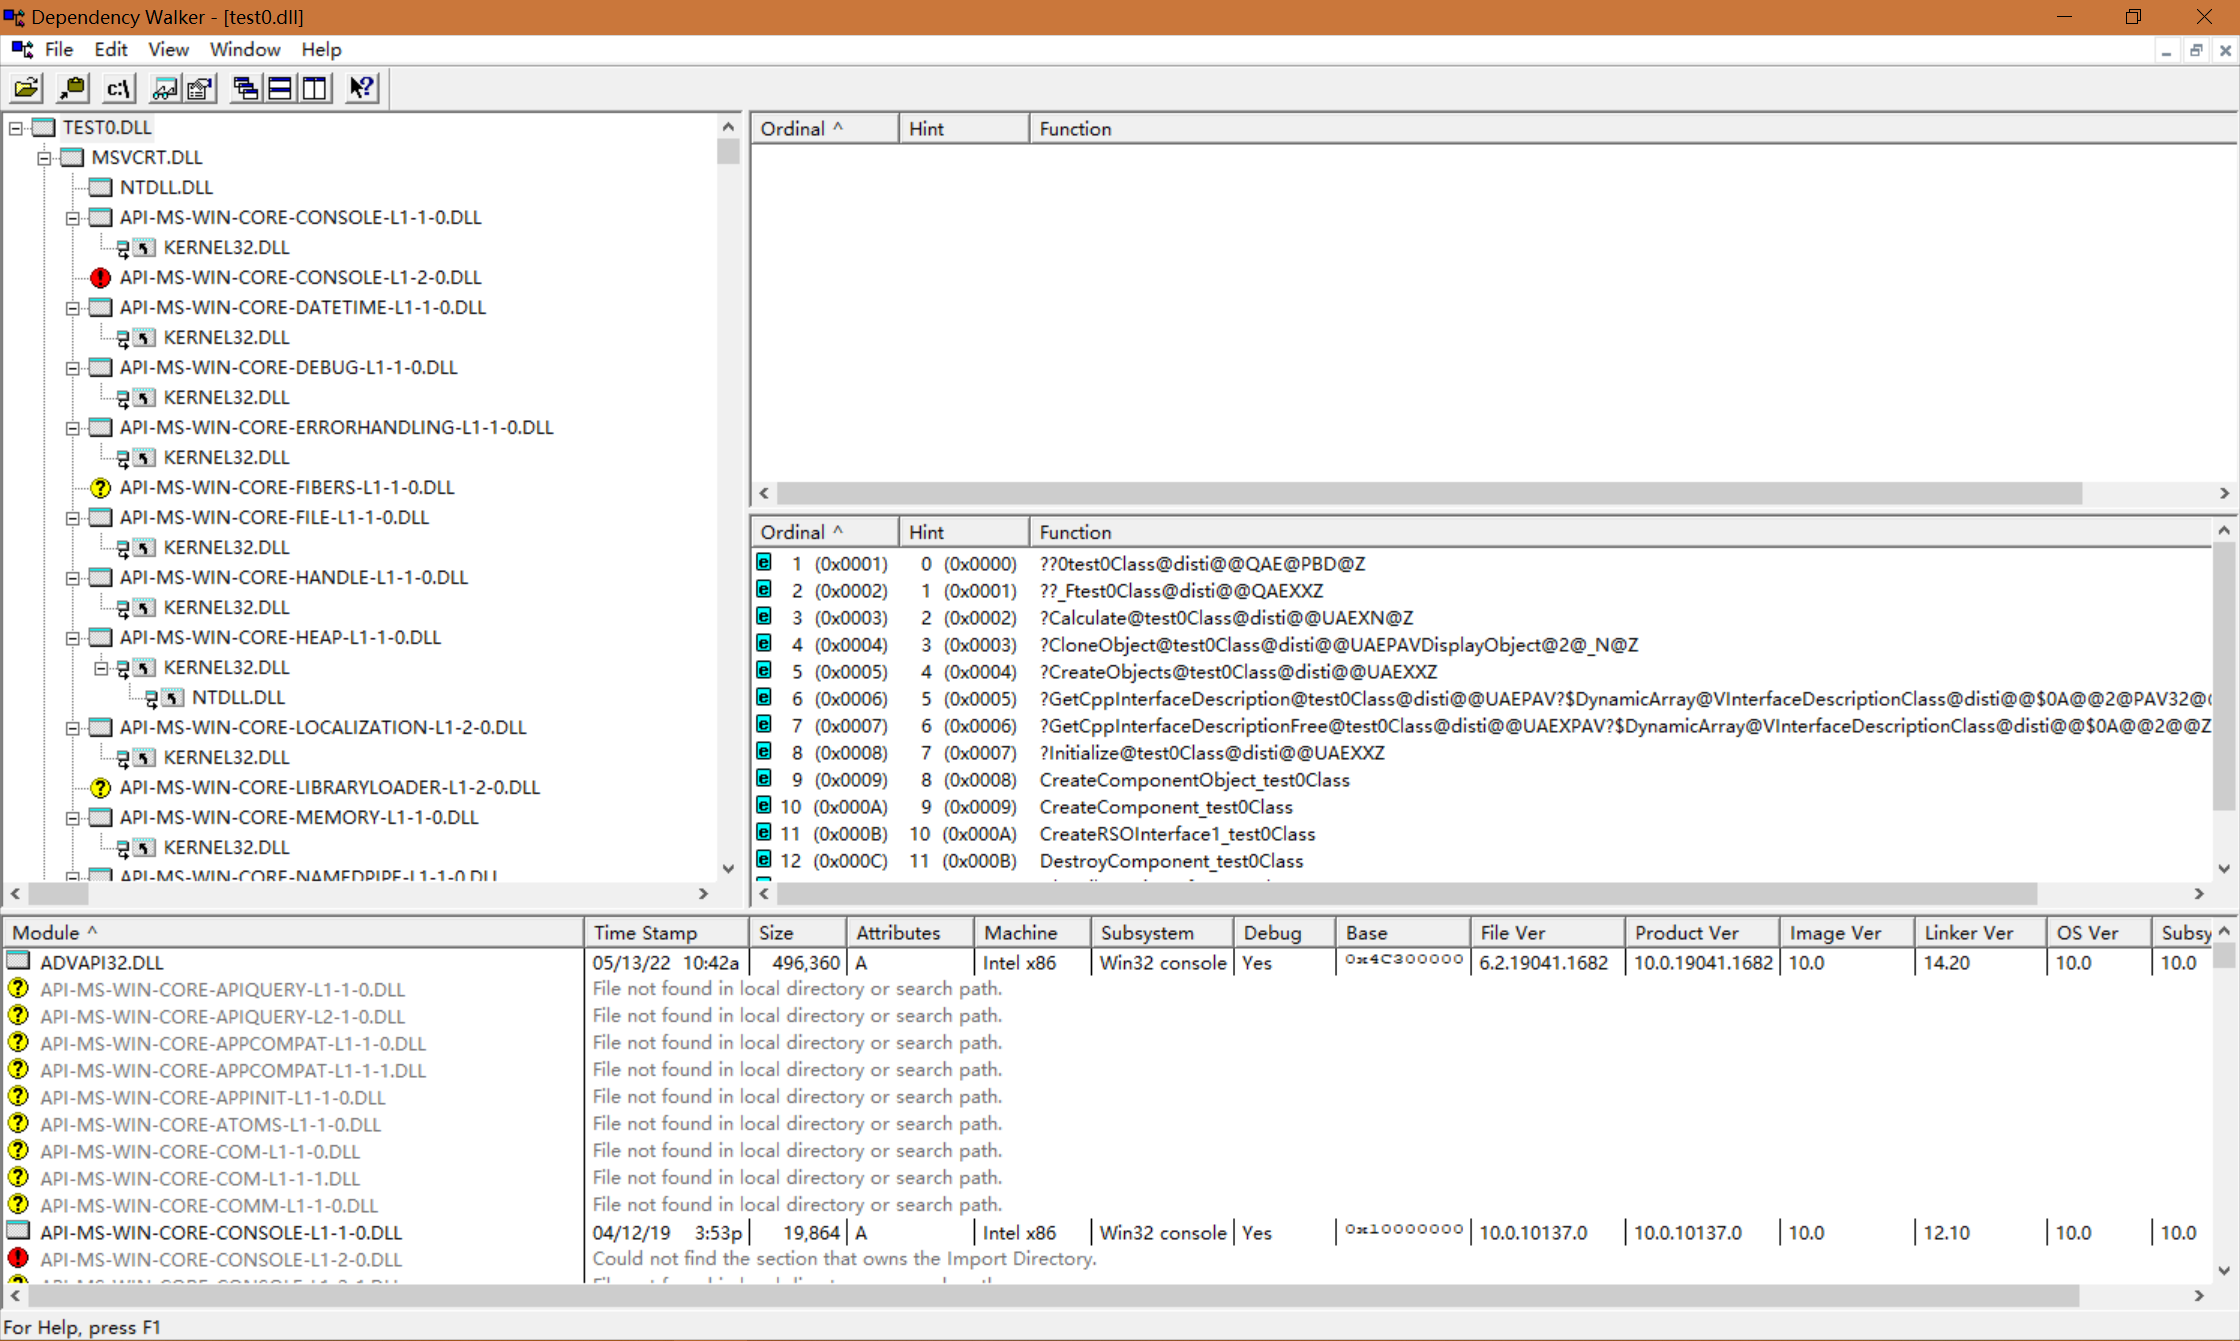 Dependency Walker - [test0.dll]
File Edit View Window Help
c:\
TEST0.DLL
MSVCRT.DLL
NTDLL.DLL
API-MS-WIN-CORE-CONSOLE-L1-1-0.DLL
KERNEL32.DLL
API-MS-WIN-CORE-CONSOLE-L1-2-0.DLL
API-MS-WIN-CORE-DATETIME-L1-1-0.DLL
KERNEL32.DLL
API-MS-WIN-CORE-DEBUG-L1-1-0.DLL
KERNEL32.DLL
API-MS-WIN-CORE-ERRORHANDLING-L1-1-0.DLL
KERNEL32.DLL
API-MS-WIN-CORE-FIBERS-L1-1-0.DLL
API-MS-WIN-CORE-FILE-L1-1-0.DLL
KERNEL32.DLL
API-MS-WIN-CORE-HANDLE-L1-1-0.DLL
KERNEL32.DLL
API-MS-WIN-CORE-HEAP-L1-1-0.DLL
KERNEL32.DLL
NTDLL.DLL
API-MS-WIN-CORE-LOCALIZATION-L1-2-0.DLL
KERNEL32.DLL
API-MS-WIN-CORE-LIBRARYLOADER-L1-2-0.DLL
API-MS-WIN-CORE-MEMORY-L1-1-0.DLL
KERNEL32.DLL
API-MS-WIN-CORE-NAMEDPIPE-L1-1-0.DLL
Ordinal ^ Hint Function
Ordinal ^ Hint Function
1 (0x0001) 0 (0x0000) ??0test0Class@disti@@QAE@PBD@Z
2 (0x0002) 1 (0x0001) ??_Ftest0Class@disti@@QAEXXZ
3 (0x0003) 2 (0x0002) ?Calculate@test0Class@disti@@UAEXN@Z
4 (0x0004) 3 (0x0003) ?CloneObject@test0Class@disti@@UAEPAVDisplayObject@2@_N@Z
5 (0x0005) 4 (0x0004) ?CreateObjects@test0Class@disti@@UAEXXZ
6 (0x0006) 5 (0x0005) ?GetCppInterfaceDescription@test0Class@disti@@UAEPAV?$DynamicArray@VInterfaceDescriptionClass@disti@@$0A@@2@PAV32@
7 (0x0007) 6 (0x0006) ?GetCppInterfaceDescriptionFree@test0Class@disti@@UAEXPAV?$DynamicArray@VInterfaceDescriptionClass@disti@@$0A@@2@@Z
8 (0x0008) 7 (0x0007) ?Initialize@test0Class@disti@@UAEXXZ
9 (0x0009) 8 (0x0008) CreateComponentObject_test0Class
10 (0x000A) 9 (0x0009) CreateComponent_test0Class
11 (0x000B) 10 (0x000A) CreateRSOInterface1_test0Class
12 (0x000C) 11 (0x000B) DestroyComponent_test0Class
Module ^ Time Stamp Size Attributes Machine Subsystem Debug Base File Ver Product Ver Image Ver Linker Ver OS Ver Subsy
ADVAPI32.DLL 05/13/22 10:42a 496,360 A Intel x86 Win32 console Yes 0x4C300000 6.2.19041.1682 10.0.19041.1682 10.0 14.20 10.0 10.0
API-MS-WIN-CORE-APIQUERY-L1-1-0.DLL File not found in local directory or search path.
API-MS-WIN-CORE-APIQUERY-L2-1-0.DLL File not found in local directory or search path.
API-MS-WIN-CORE-APPCOMPAT-L1-1-0.DLL File not found in local directory or search path.
API-MS-WIN-CORE-APPCOMPAT-L1-1-1.DLL File not found in local directory or search path.
API-MS-WIN-CORE-APPINIT-L1-1-0.DLL File not found in local directory or search path.
API-MS-WIN-CORE-ATOMS-L1-1-0.DLL File not found in local directory or search path.
API-MS-WIN-CORE-COM-L1-1-0.DLL File not found in local directory or search path.
API-MS-WIN-CORE-COM-L1-1-1.DLL File not found in local directory or search path.
API-MS-WIN-CORE-COMM-L1-1-0.DLL File not found in local directory or search path.
API-MS-WIN-CORE-CONSOLE-L1-1-0.DLL 04/12/19 3:53p 19,864 A Intel x86 Win32 console Yes 0x10000000 10.0.10137.0 10.0.10137.0 10.0 12.10 10.0 10.0
API-MS-WIN-CORE-CONSOLE-L1-2-0.DLL Could not find the section that owns the Import Directory.
For Help, press F1